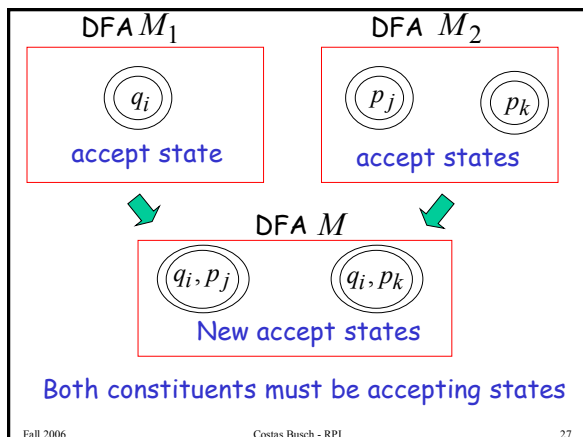 DFA M₁ DFA M₂
qᵢ pⱼ pₖ
accept state accept states
DFA M
qᵢ, pⱼ qᵢ, pₖ
New accept states
Both constituents must be accepting states
Fall 2006 Costas Busch - RPI 27